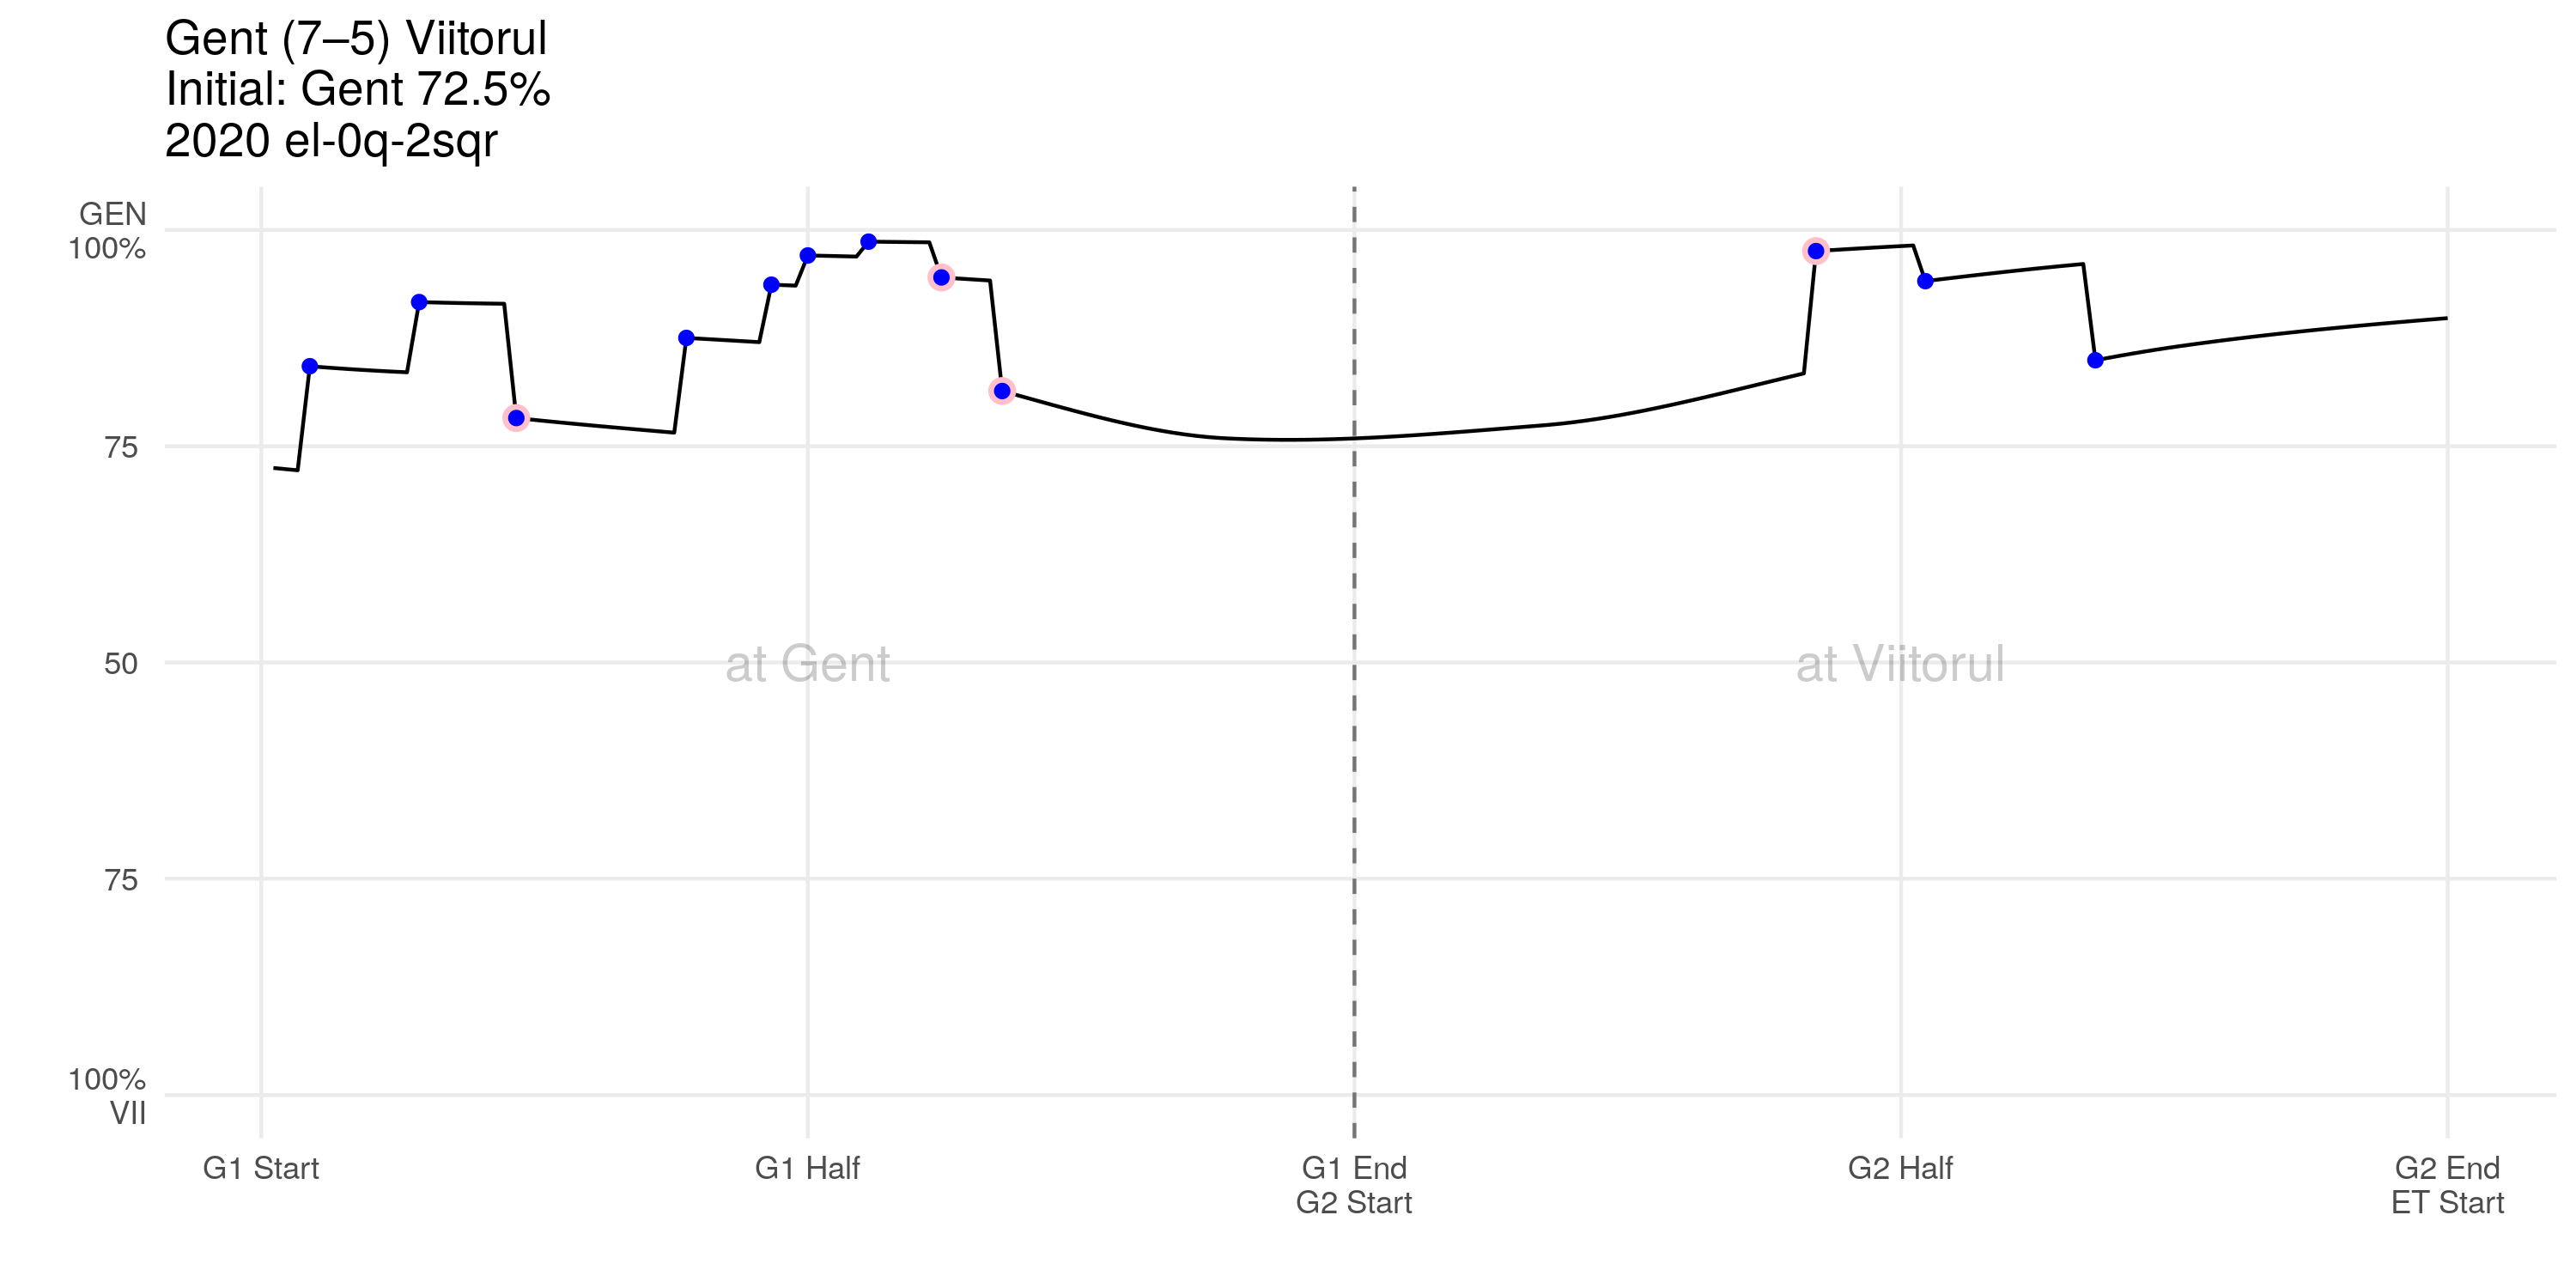 Gent (7–5) Viitorul
Initial: Gent 72.5%
2020 el-0q-2sqr
GEN
100%
75
50
75
100%
VII
at Gent
at Viitorul
G1 Start
G1 Half
G1 End
G2 Start
G2 Half
G2 End
ET Start